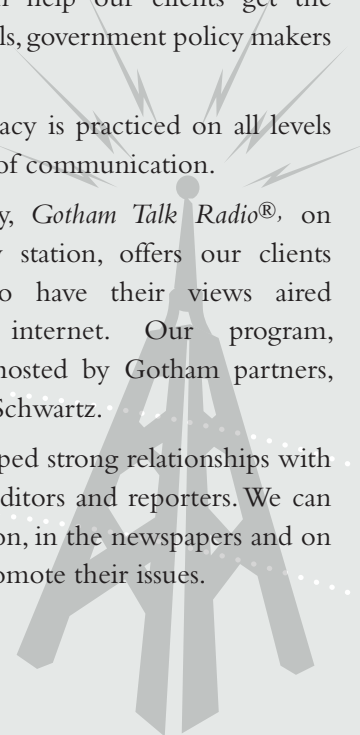 help our clients get the
ls, government policy makers
acy is practiced on all levels
of communication.
y, Gotham Talk Radio®, on
station, offers our clients
o have their views aired
internet. Our program,
hosted by Gotham partners,
Schwartz.
ped strong relationships with
ditors and reporters. We can
on, in the newspapers and on
omote their issues.